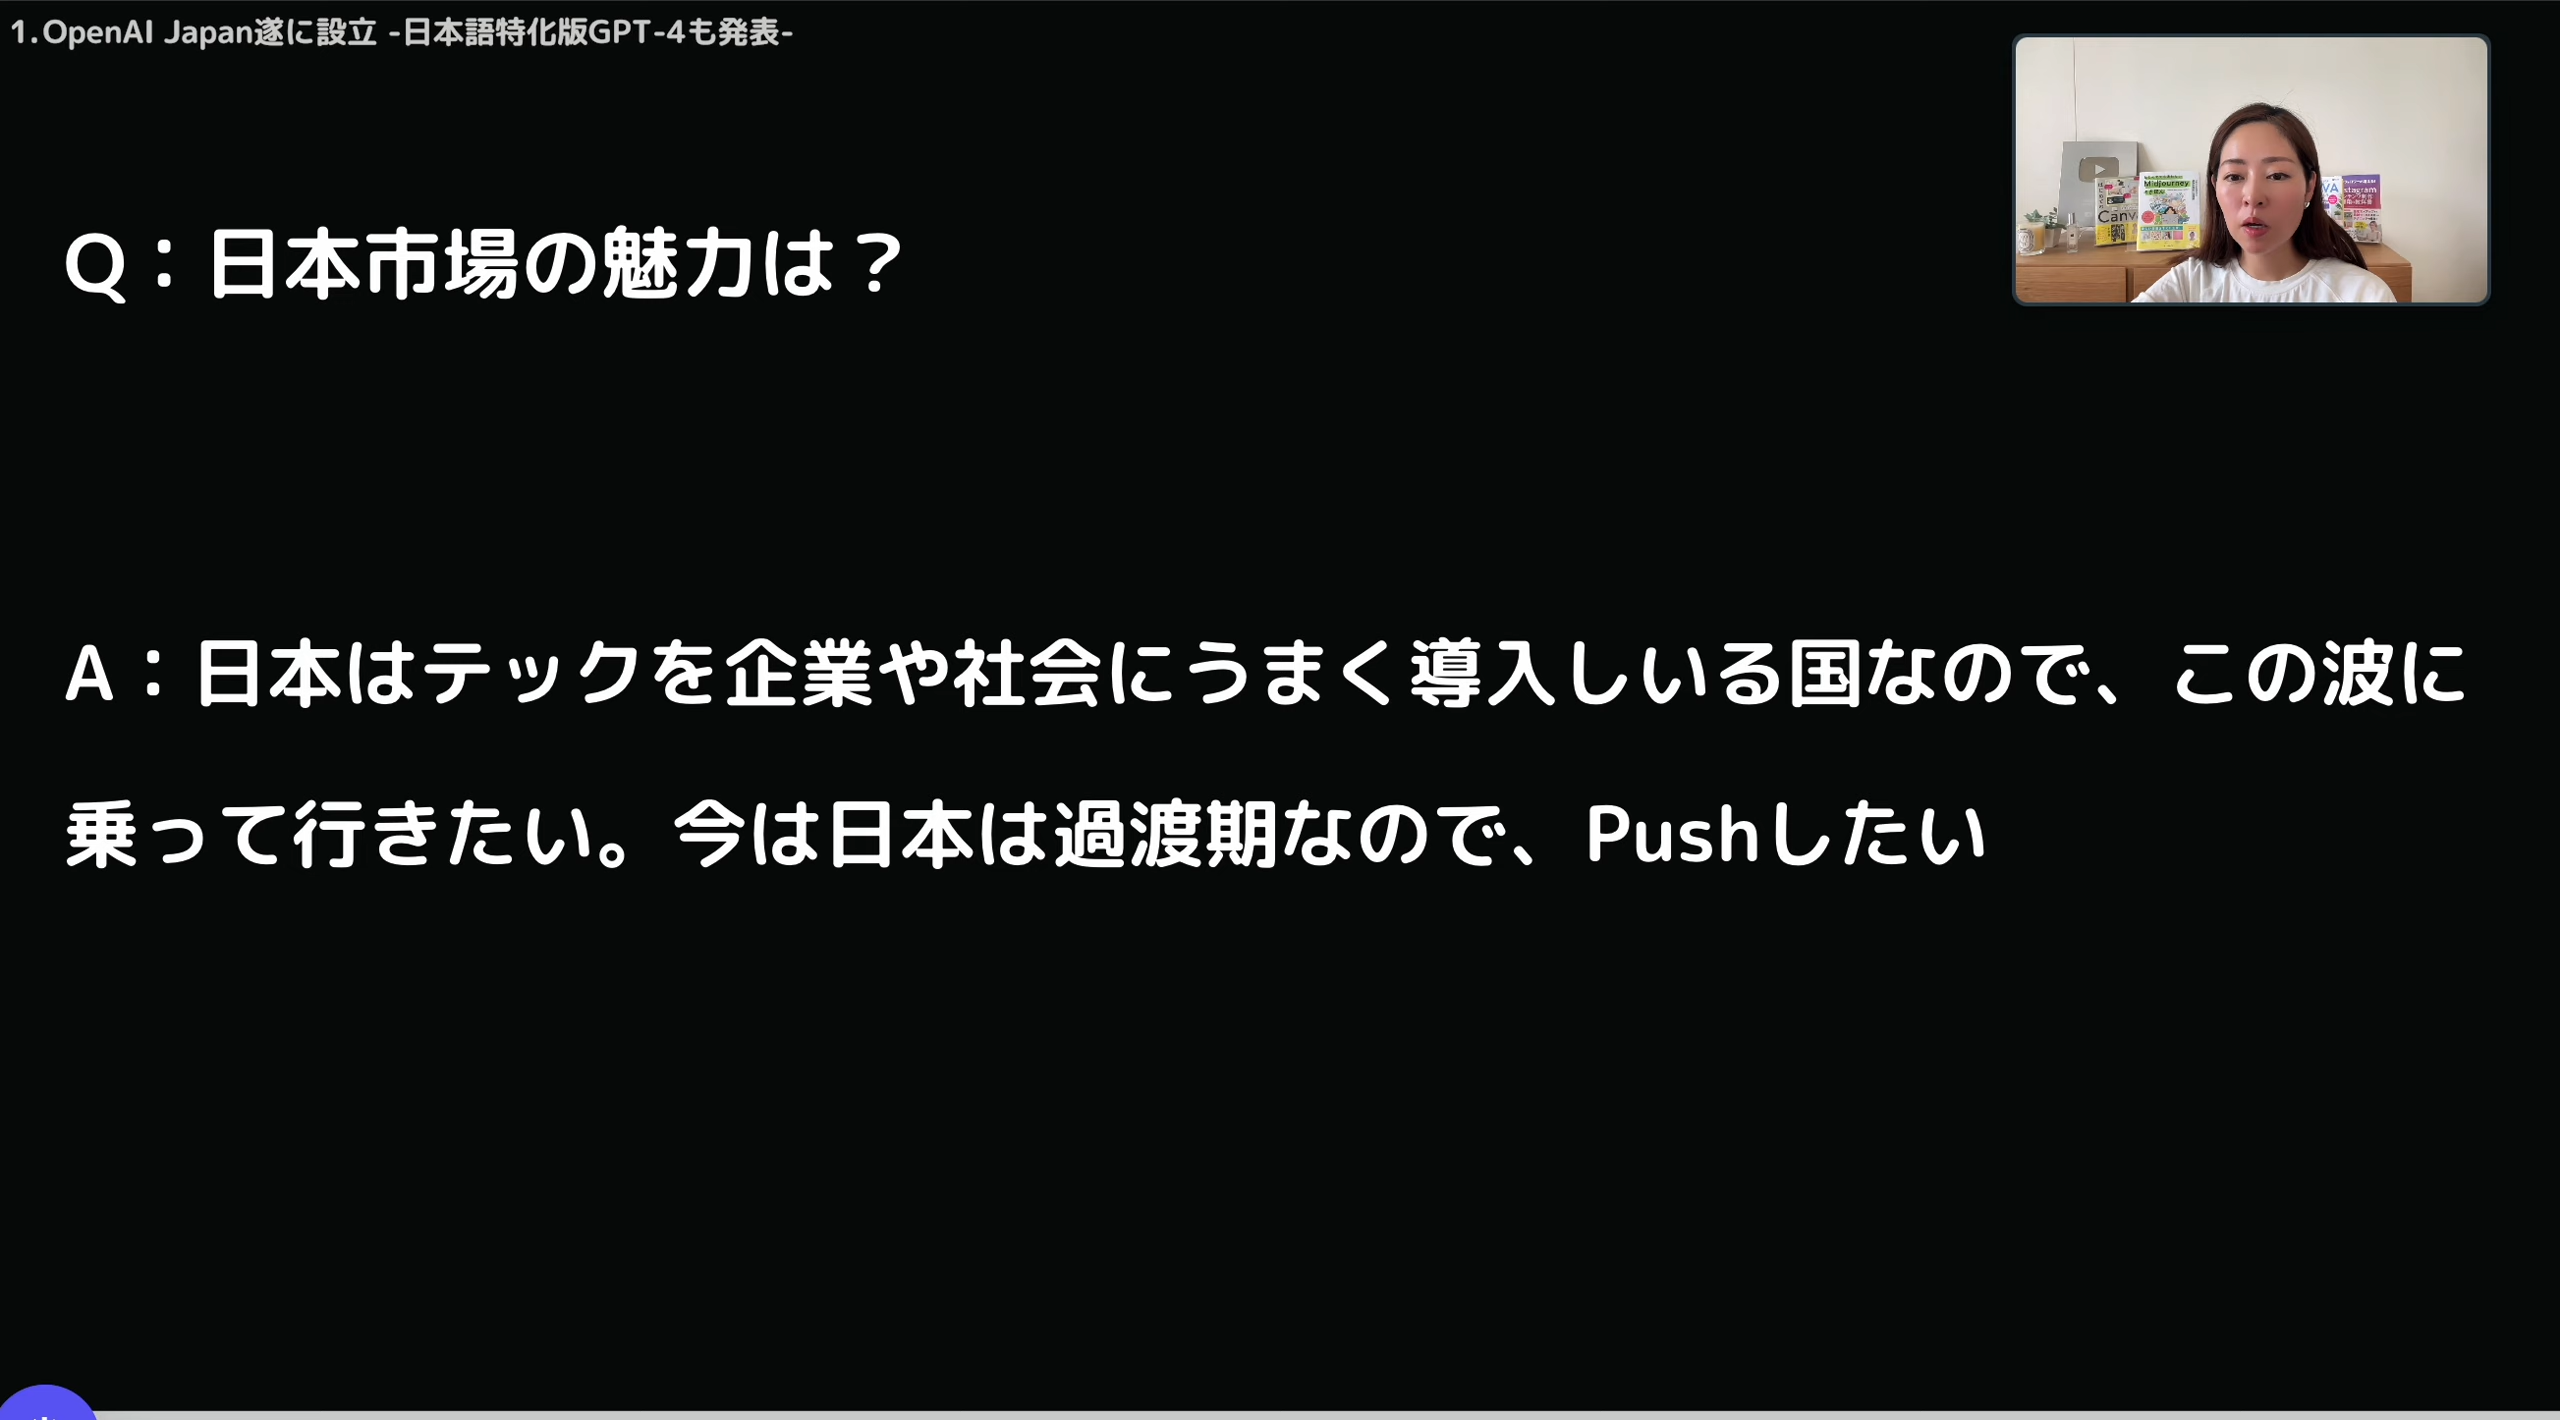 1.OpenAI Japan遂に設立 -日本語特化版GPT-4も発表-
Q：日本市場の魅力は？
A：日本はテックを企業や社会にうまく導入しいる国なので、この波に
乗って行きたい。今は日本は過渡期なので、Pushしたい
Midjourney
Canv
VA
stagram